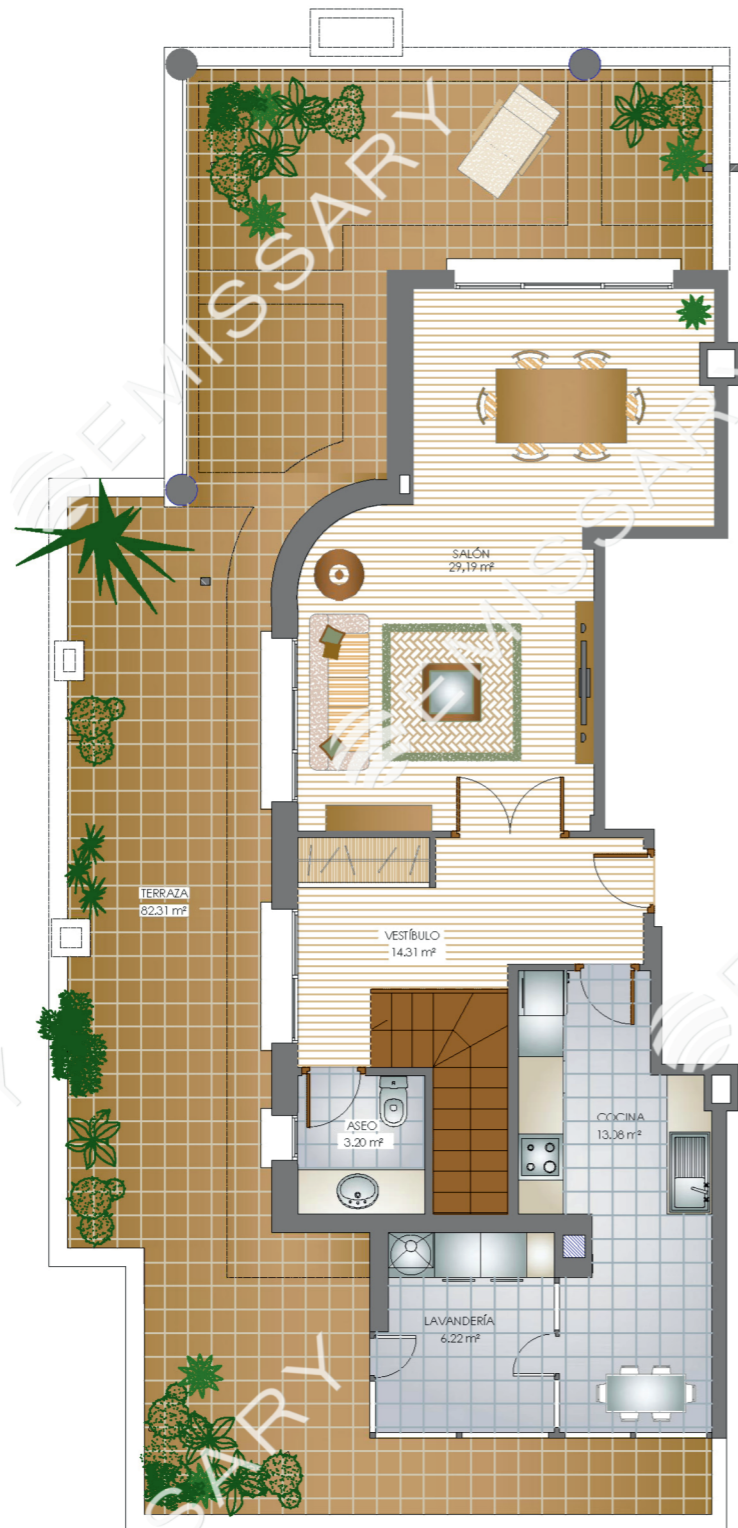 EMISSARY
SALÓN
29,19 m²
EMISSARY
TERRAZA
82.31 m²
VESTÍBULO
14.31 m²
ASEO
3.20 m²
COCINA
13.08 m²
LAVANDERÍA
6.22 m²
SSARY